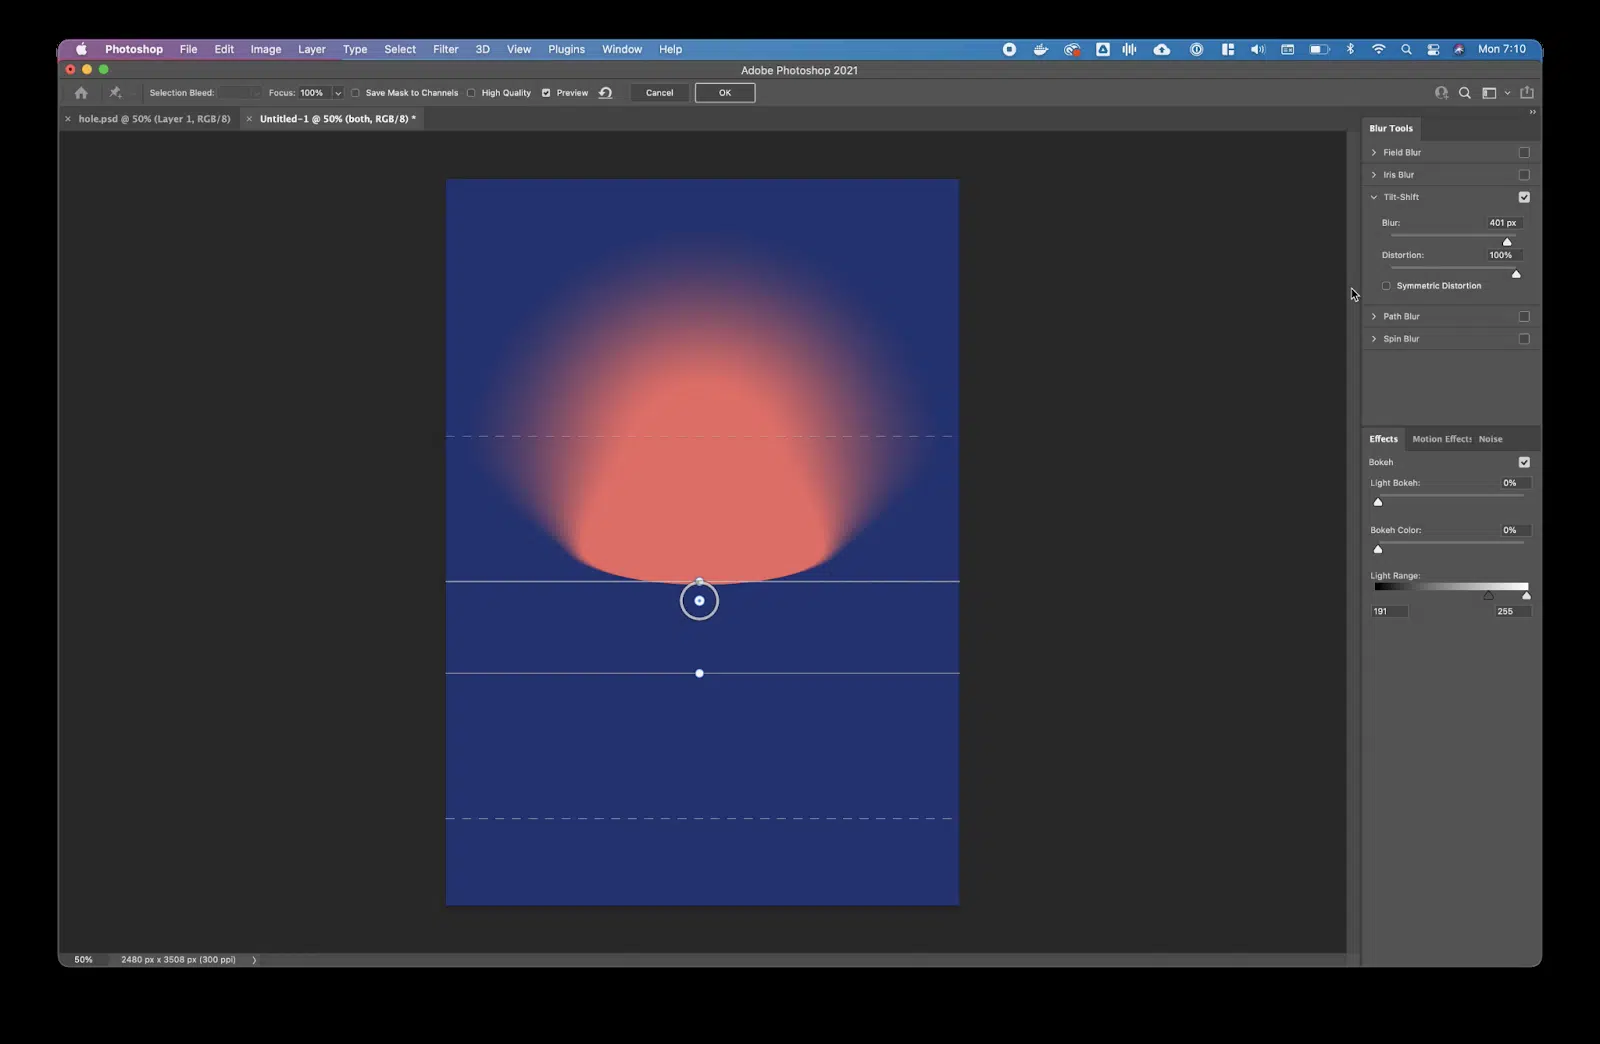 Photoshop File Edit Image Layer Type Select Filter 3D View Plugins Window Help Mon 7:10
Adobe Photoshop 2021
Selection Bleed: Focus: 100% Save Mask to Channels High Quality Preview Cancel OK
hole.psd @ 50% (Layer 1, RGB/8) Untitled-1 @ 50% (both, RGB/8) *
Blur Tools
Field Blur
Iris Blur
Tilt-Shift
Blur: 401 px
Distortion: 100%
Symmetric Distortion
Path Blur
Spin Blur
Effects Motion Effects Noise
Bokeh
Light Bokeh: 0%
Bokeh Color: 0%
Light Range:
191 255
50% 2480 px x 3508 px (300 ppi)